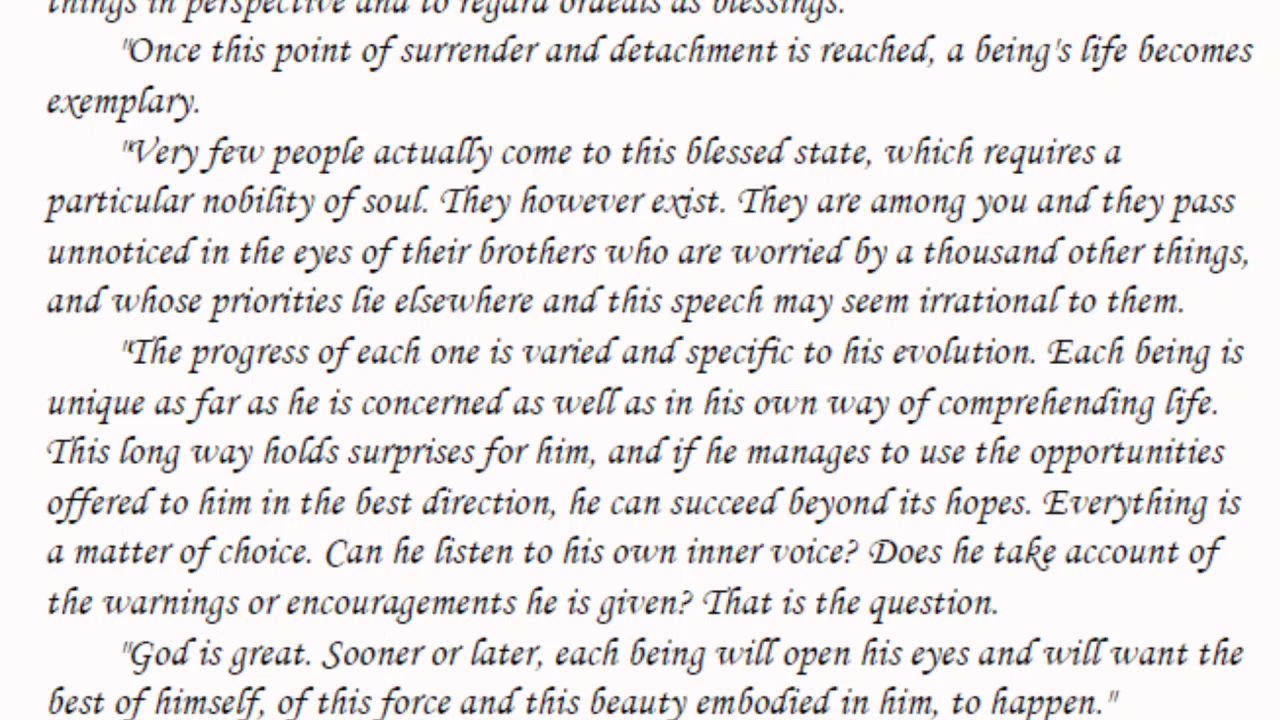 things in perspective and to regard ordeals as blessings.
"Once this point of surrender and detachment is reached, a being's life becomes
exemplary.
"Very few people actually come to this blessed state, which requires a
particular nobility of soul. They however exist. They are among you and they pass
unnoticed in the eyes of their brothers who are worried by a thousand other things,
and whose priorities lie elsewhere and this speech may seem irrational to them.
"The progress of each one is varied and specific to his evolution. Each being is
unique as far as he is concerned as well as in his own way of comprehending life.
This long way holds surprises for him, and if he manages to use the opportunities
offered to him in the best direction, he can succeed beyond its hopes. Everything is
a matter of choice. Can he listen to his own inner voice? Does he take account of
the warnings or encouragements he is given? That is the question.
"God is great. Sooner or later, each being will open his eyes and will want the
best of himself, of this force and this beauty embodied in him, to happen."